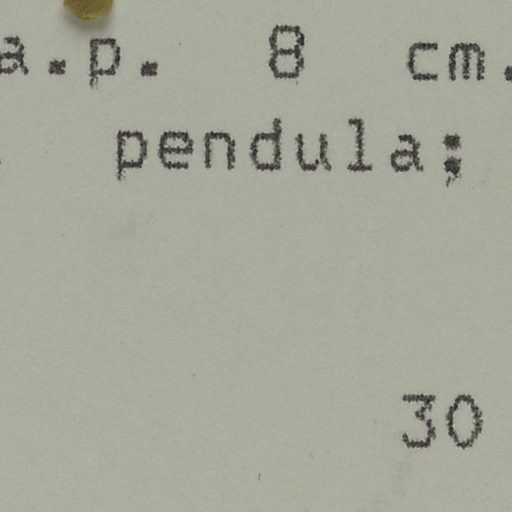 a.p. 8 cm.
pendula;
30